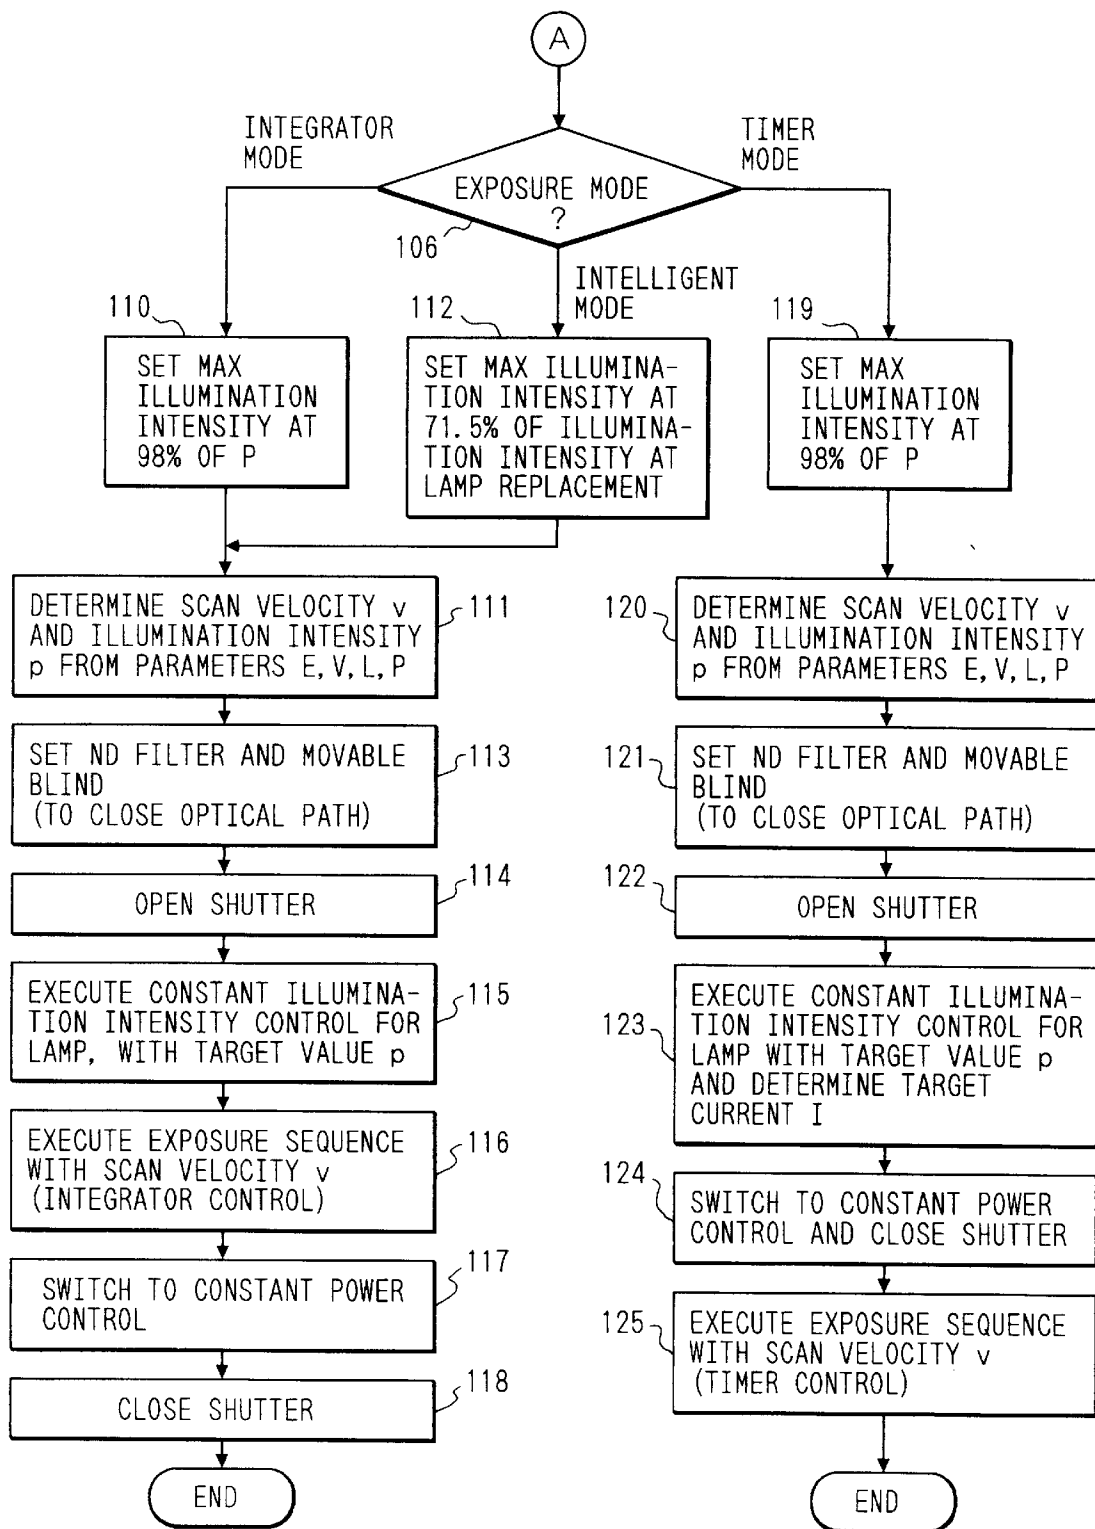 A
INTEGRATOR
MODE
TIMER
MODE
EXPOSURE MODE
?
106
INTELLIGENT
MODE
110
SET MAX
ILLUMINATION
INTENSITY AT
98% OF P
112
SET MAX ILLUMINA-
TION INTENSITY AT
71.5% OF ILLUMINA-
TION INTENSITY AT
LAMP REPLACEMENT
119
SET MAX
ILLUMINATION
INTENSITY AT
98% OF P
DETERMINE SCAN VELOCITY v
AND ILLUMINATION INTENSITY
p FROM PARAMETERS E, V, L, P
111
SET ND FILTER AND MOVABLE
BLIND
(TO CLOSE OPTICAL PATH)
113
OPEN SHUTTER
114
EXECUTE CONSTANT ILLUMINA-
TION INTENSITY CONTROL FOR
LAMP, WITH TARGET VALUE p
115
EXECUTE EXPOSURE SEQUENCE
WITH SCAN VELOCITY v
(INTEGRATOR CONTROL)
116
SWITCH TO CONSTANT POWER
CONTROL
117
CLOSE SHUTTER
118
END
120
DETERMINE SCAN VELOCITY v
AND ILLUMINATION INTENSITY
p FROM PARAMETERS E, V, L, P
121
SET ND FILTER AND MOVABLE
BLIND
(TO CLOSE OPTICAL PATH)
122
OPEN SHUTTER
123
EXECUTE CONSTANT ILLUMINA-
TION INTENSITY CONTROL FOR
LAMP WITH TARGET VALUE p
AND DETERMINE TARGET
CURRENT I
124
SWITCH TO CONSTANT POWER
CONTROL AND CLOSE SHUTTER
125
EXECUTE EXPOSURE SEQUENCE
WITH SCAN VELOCITY v
(TIMER CONTROL)
END